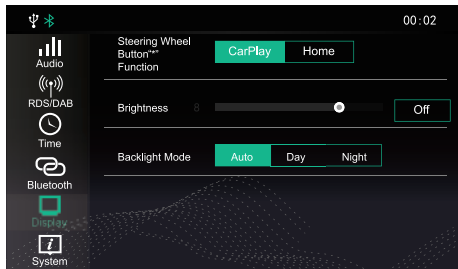 00:02
Audio
RDS/DAB
Time
Bluetooth
Display
System
Steering Wheel
Button"*"
Function
CarPlay
Home
Brightness
8
Off
Backlight Mode
Auto
Day
Night